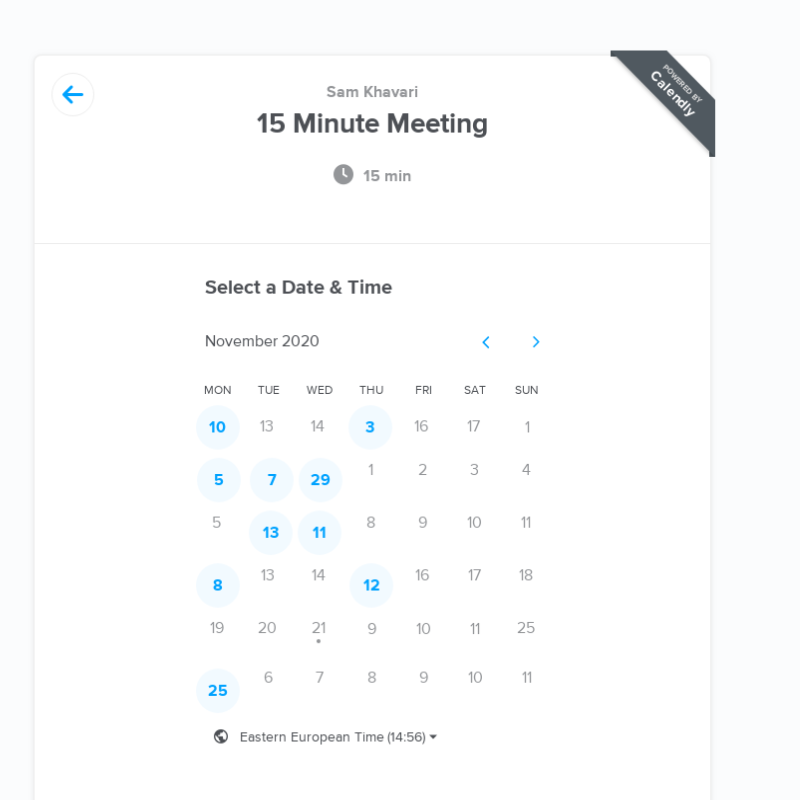 POWERED BY
Calendly
Sam Khavari
15 Minute Meeting
15 min
Select a Date & Time
November 2020
MON TUE WED THU FRI SAT SUN
10 13 14 3 16 17 1
5 7 29 1 2 3 4
5 13 11 8 9 10 11
8 13 14 12 16 17 18
19 20 21 9 10 11 25
25 6 7 8 9 10 11
Eastern European Time (14:56)